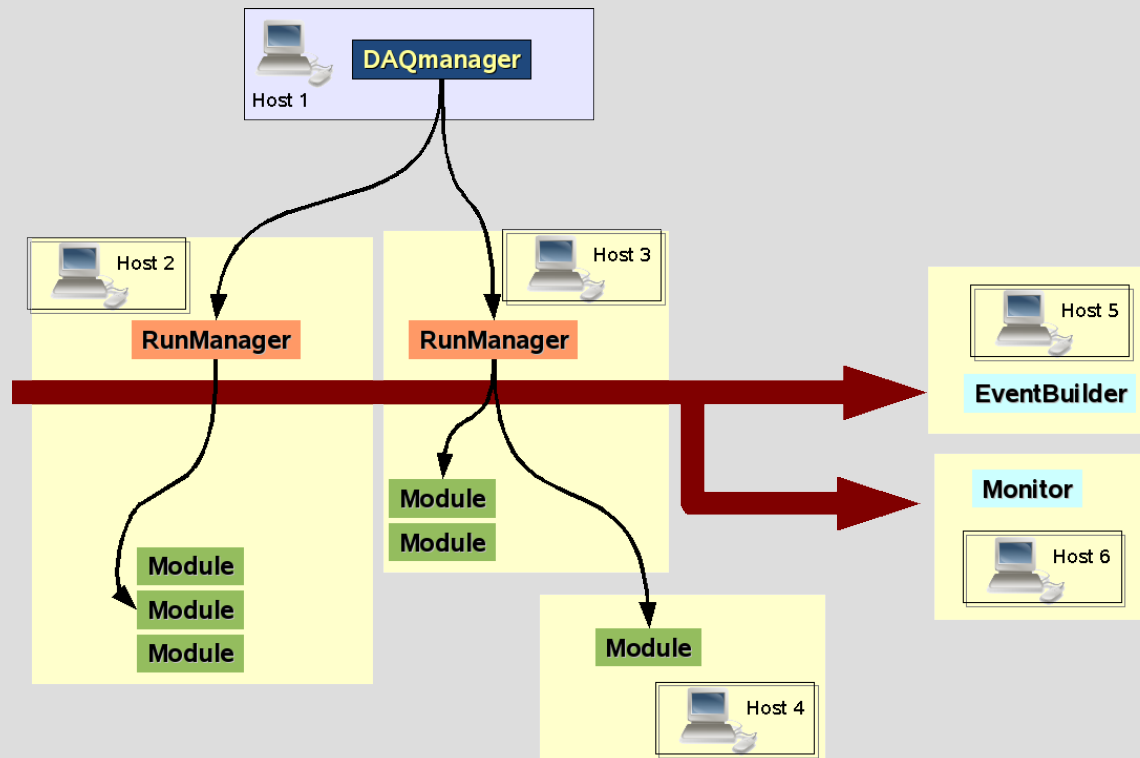 DAQmanager
Host 1
Host 2
Host 3
RunManager
RunManager
Host 5
EventBuilder
Module
Module
Monitor
Host 6
Module
Module
Module
Module
Host 4